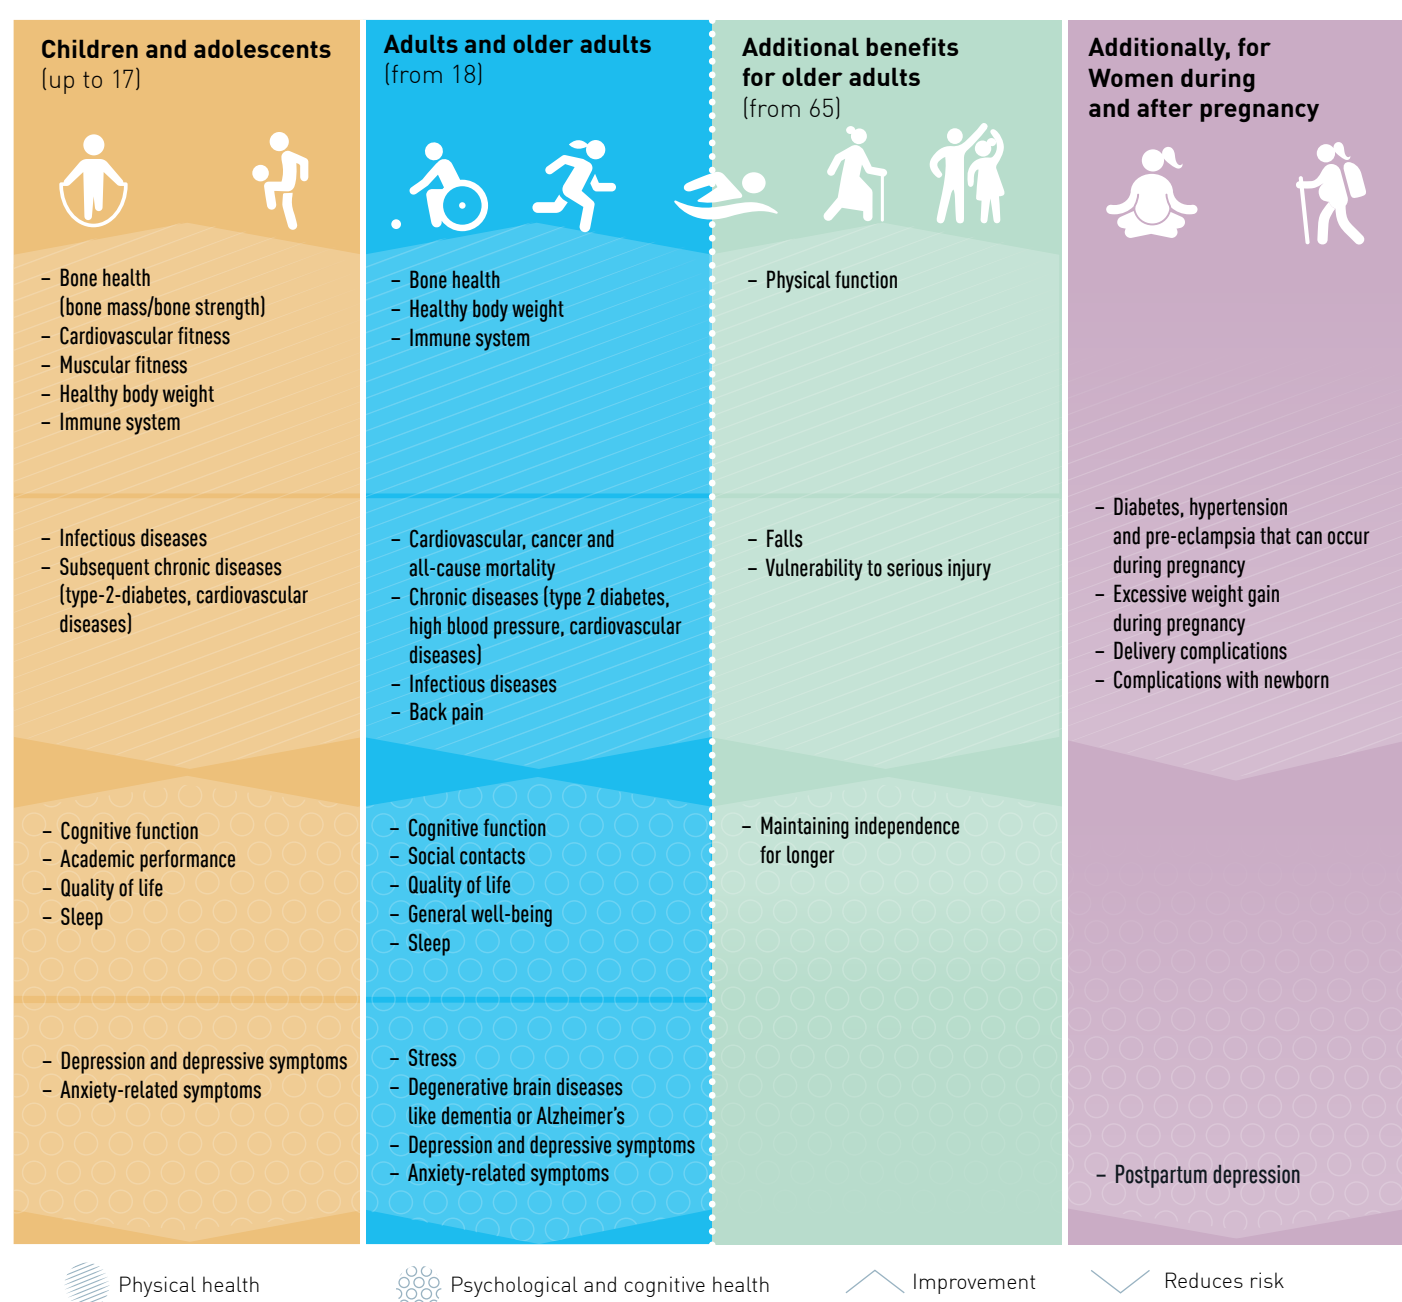 Children and adolescents
(up to 17)
– Bone health
(bone mass/bone strength)
– Cardiovascular fitness
– Muscular fitness
– Healthy body weight
– Immune system
– Infectious diseases
– Subsequent chronic diseases
(type-2-diabetes, cardiovascular
diseases)
– Cognitive function
– Academic performance
– Quality of life
– Sleep
– Depression and depressive symptoms
– Anxiety-related symptoms
Adults and older adults
(from 18)
– Bone health
– Healthy body weight
– Immune system
– Cardiovascular, cancer and
all-cause mortality
– Chronic diseases (type 2 diabetes,
high blood pressure, cardiovascular
diseases)
– Infectious diseases
– Back pain
– Cognitive function
– Social contacts
– Quality of life
– General well-being
– Sleep
– Stress
– Degenerative brain diseases
like dementia or Alzheimer’s
– Depression and depressive symptoms
– Anxiety-related symptoms
Additional benefits
for older adults
(from 65)
– Physical function
– Falls
– Vulnerability to serious injury
– Maintaining independence
for longer
Additionally, for
Women during
and after pregnancy
– Diabetes, hypertension
and pre-eclampsia that can occur
during pregnancy
– Excessive weight gain
during pregnancy
– Delivery complications
– Complications with newborn
– Postpartum depression
Physical health
Psychological and cognitive health
Improvement
Reduces risk